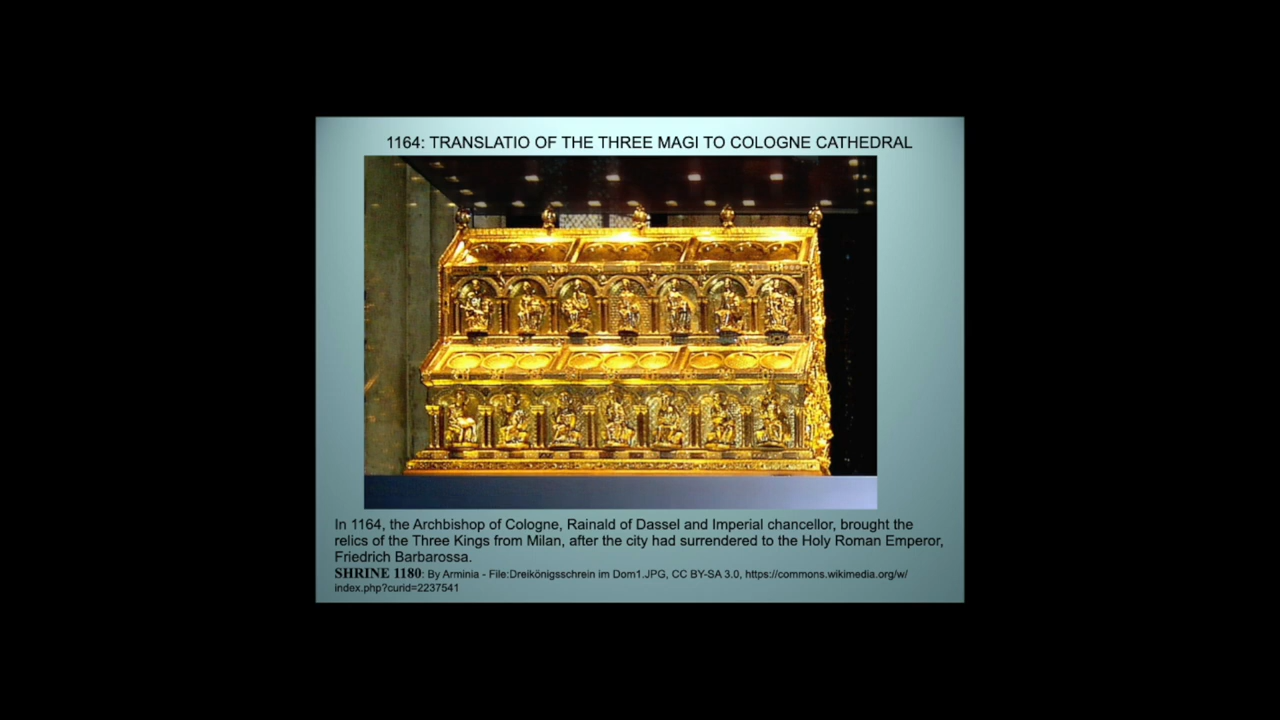 1164: TRANSLATIO OF THE THREE MAGI TO COLOGNE CATHEDRAL
In 1164, the Archbishop of Cologne, Rainald of Dassel and Imperial chancellor, brought the
relics of the Three Kings from Milan, after the city had surrendered to the Holy Roman Emperor,
Friedrich Barbarossa.
SHRINE 1180: By Arminia - File:Dreikönigsschrein im Dom1.JPG, CC BY-SA 3.0, https://commons.wikimedia.org/w/
index.php?curid=2237541